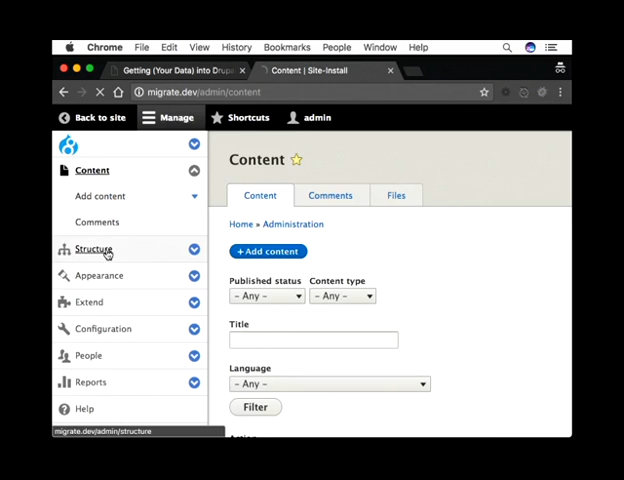 Chrome File Edit View History Bookmarks People Window Help
Getting (Your Data) into Drupa
Content | Site-Install
migrate.dev/admin/content
Back to site Manage Shortcuts admin
Content
Add content
Comments
Structure
Appearance
Extend
Configuration
People
Reports
Help
migrate.dev/admin/structure
Content
Content Comments Files
Home » Administration
+ Add content
Published status Content type
- Any - - Any -
Title
Language
- Any -
Filter